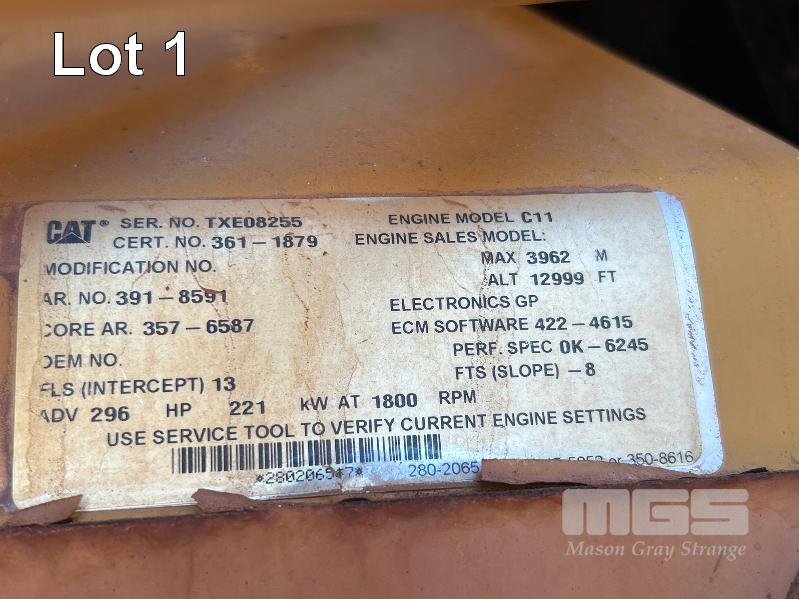 Lot 1
CAT® SER. NO. TXE08255 ENGINE MODEL C11
CERT. NO. 361-1879 ENGINE SALES MODEL:
MODIFICATION NO. MAX 3962 M
AR. NO. 391-8591 ALT 12999 FT
ELECTRONICS GP
CORE AR. 357-6587 ECM SOFTWARE 422-4615
OEM NO. PERF. SPEC 0K-6245
FLS (INTERCEPT) 13 FTS (SLOPE) -8
ADV 296 HP 221 kW AT 1800 RPM
USE SERVICE TOOL TO VERIFY CURRENT ENGINE SETTINGS
280-2065 or 350-8616
MGS
Mason Gray Strange